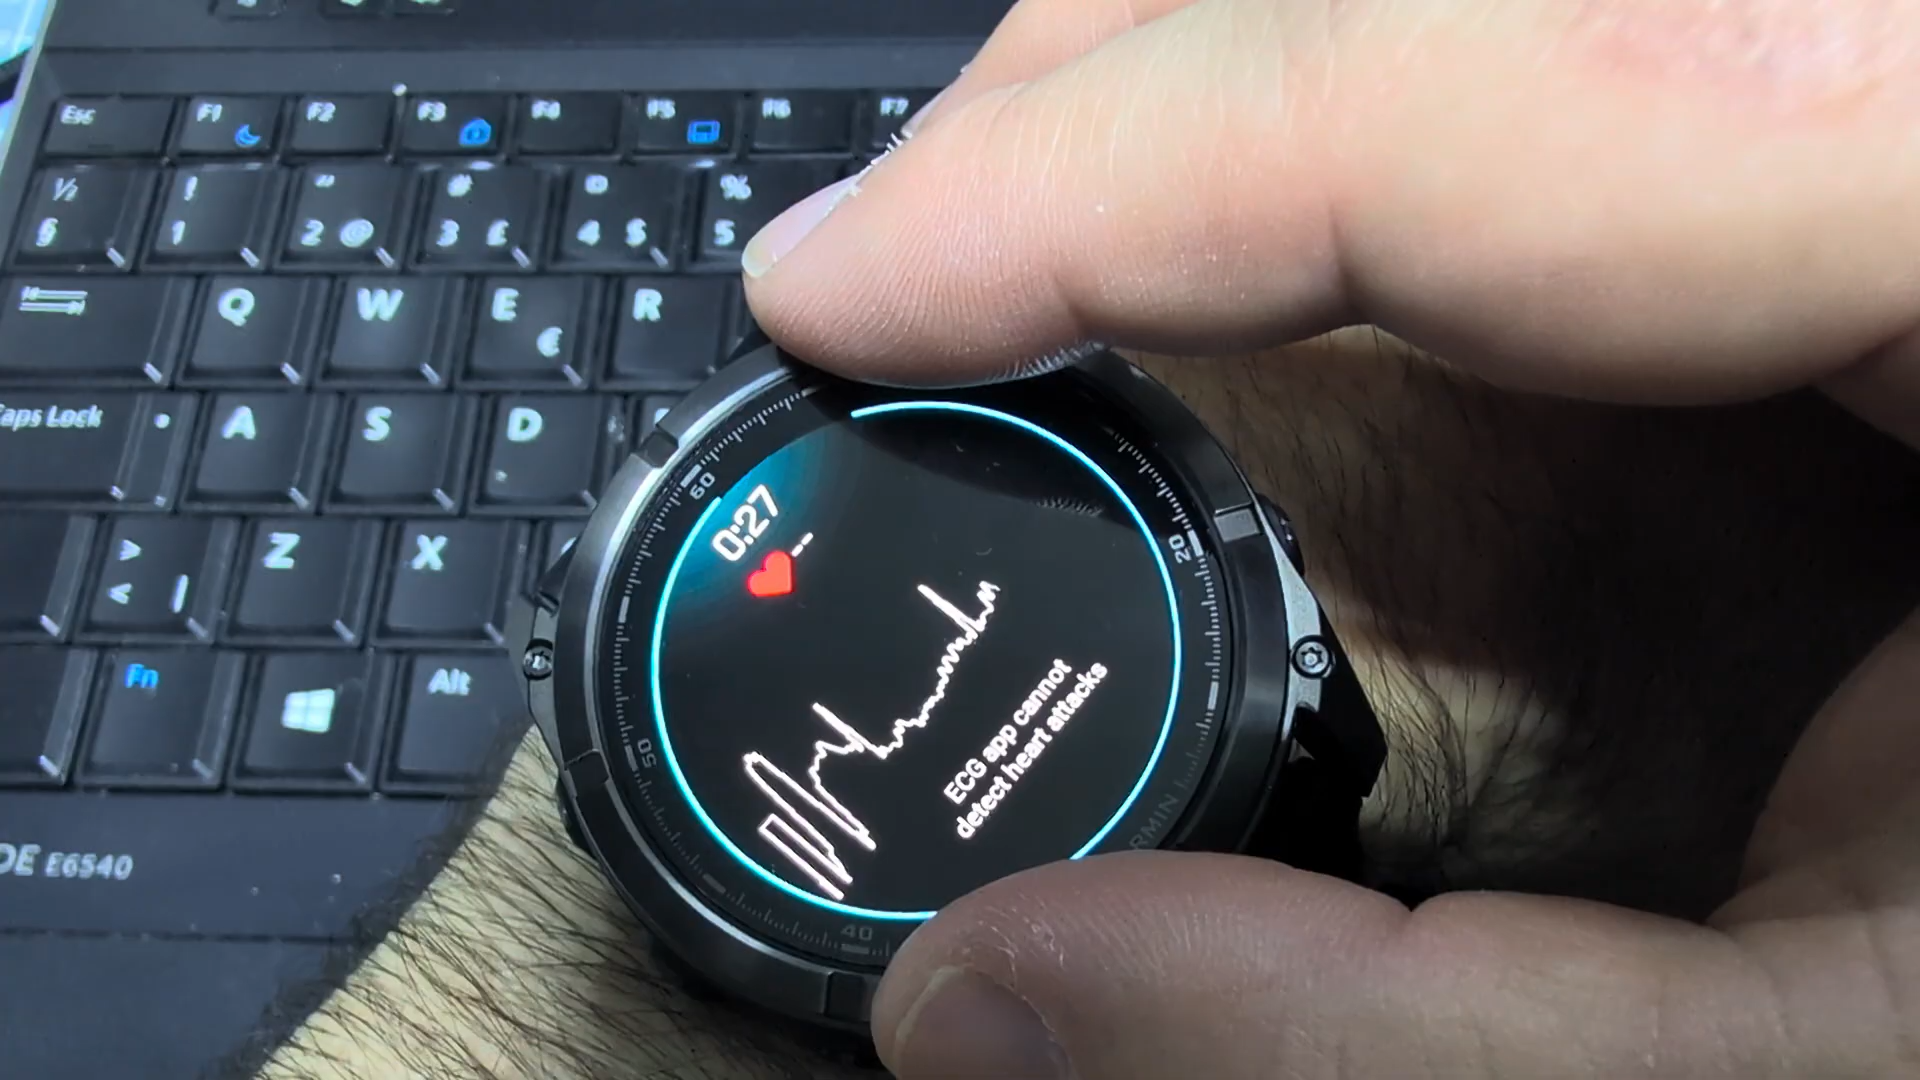 Esc F1 F2 F3 F4 F5 F6 F7
½ ! " # ¤ %
§ 1 2 @ 3 £ 4 $ 5
Q W E € R
Caps Lock A S D
> < | Z X
Fn Alt
DE E6540
60
20
50
40
0:27
--
ECG app cannot
detect heart attacks
RMIN